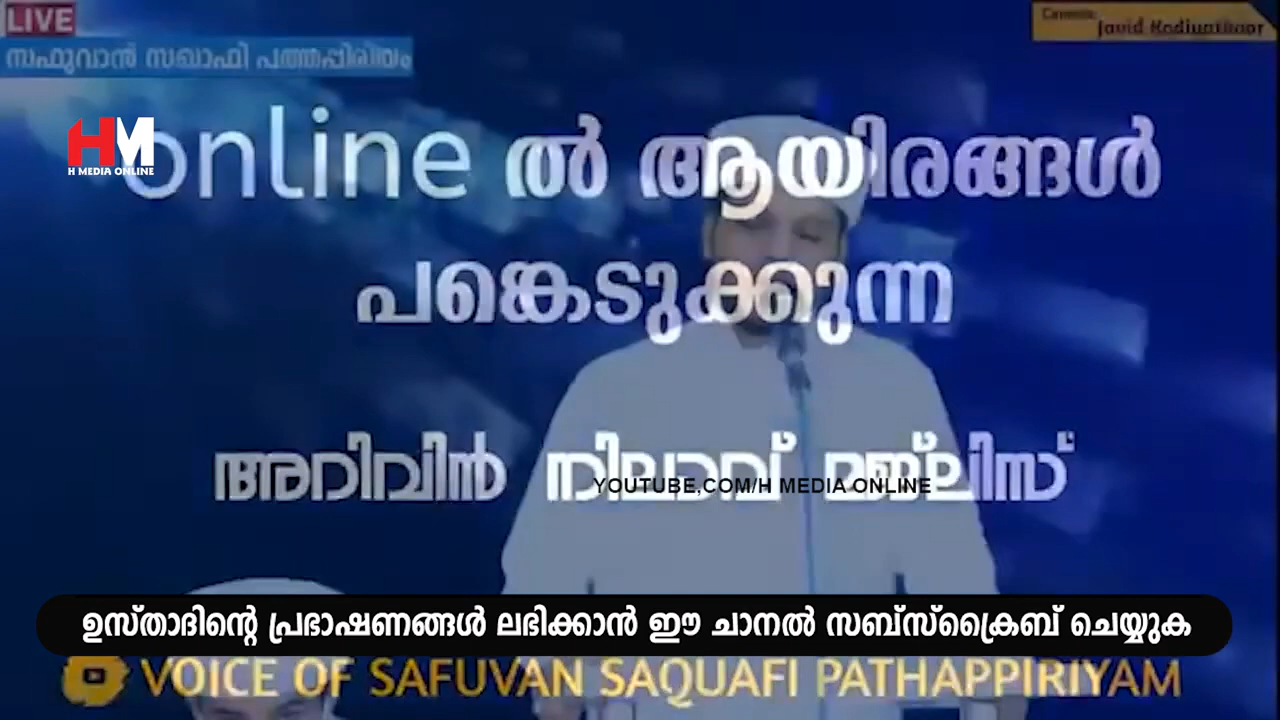 LIVE
Camera:
Javid Kodiyathoor
സഫുവാൻ സഖാഫി പത്തപ്പിരിയം
HM
H MEDIA ONLINE
online ൽ ആയിരങ്ങൾ
പങ്കെടുക്കുന്ന
അറിവിൻ നിലാവ് മജ്ലിസ്
YOUTUBE,COM/H MEDIA ONLINE
ഉസ്താദിന്റെ പ്രഭാഷണങ്ങൾ ലഭിക്കാൻ ഈ ചാനൽ സബ്സ്ക്രൈബ് ചെയ്യുക
VOICE OF SAFUVAN SAQUAFI PATHAPPIRIYAM